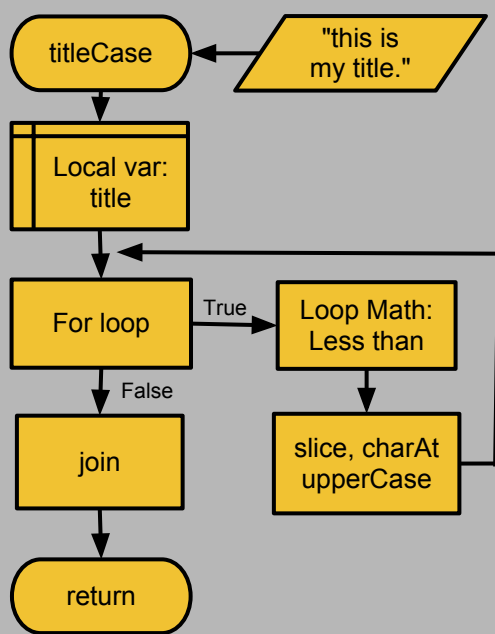 titleCase
"this is
my title."
Local var:
title
For loop
True
Loop Math:
Less than
False
slice, charAt
upperCase
join
return